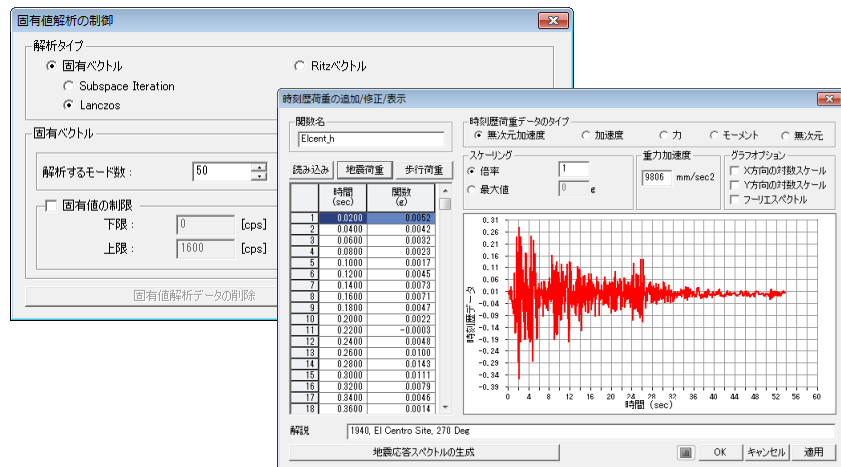 固有値解析の制御
解析タイプ
固有ベクトル
Ritzベクトル
Subspace Iteration
Lanczos
固有ベクトル
解析するモード数 : 50
固有値の制限
下限 : 0 [cps]
上限 : 1600 [cps]
固有値解析データの削除
時刻歴荷重の追加/修正/表示
関数名
Elcent_h
時刻歴荷重データのタイプ
無次元加速度 加速度 力 モーメント 無次元
読み込み 地震荷重 歩行荷重
スケーリング
倍率 1
最大値 0 g
重力加速度
9806 mm/sec2
グラフオプション
X方向の対数スケール
Y方向の対数スケール
フーリエスペクトル
時間 (sec) 関数 (g)
1 0.0200 0.0052
2 0.0400 0.0042
3 0.0600 0.0032
4 0.0800 0.0023
5 0.1000 0.0017
6 0.1200 0.0045
7 0.1400 0.0073
8 0.1600 0.0071
9 0.1800 0.0047
10 0.2000 0.0022
11 0.2200 -0.0003
12 0.2400 0.0048
13 0.2600 0.0100
14 0.2800 0.0143
15 0.3000 0.0111
16 0.3200 0.0079
17 0.3400 0.0046
18 0.3600 0.0014
時刻歴データ
0.31
0.26
0.21
0.16
0.11
0.06
0.01
-0.04
-0.09
-0.14
-0.19
-0.24
-0.29
-0.34
-0.39
0 4 8 12 16 20 24 28 32 36 40 44 48 52 56 60
時間 (sec)
解説 1940, El Centro Site, 270 Deg
地震応答スペクトルの生成
OK キャンセル 適用